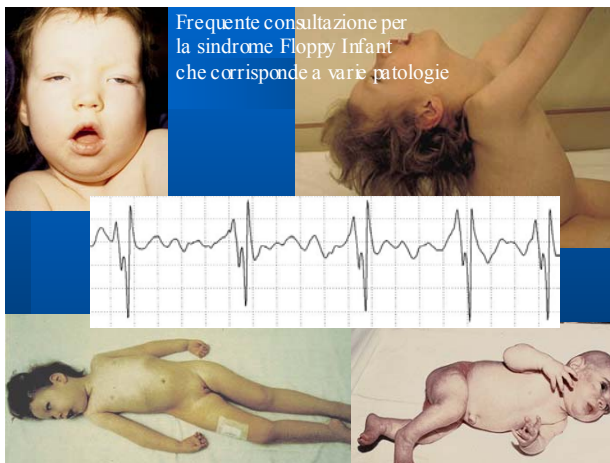 Frequente consultazione per
la sindrome Floppy Infant
che corrisponde a varie patologie